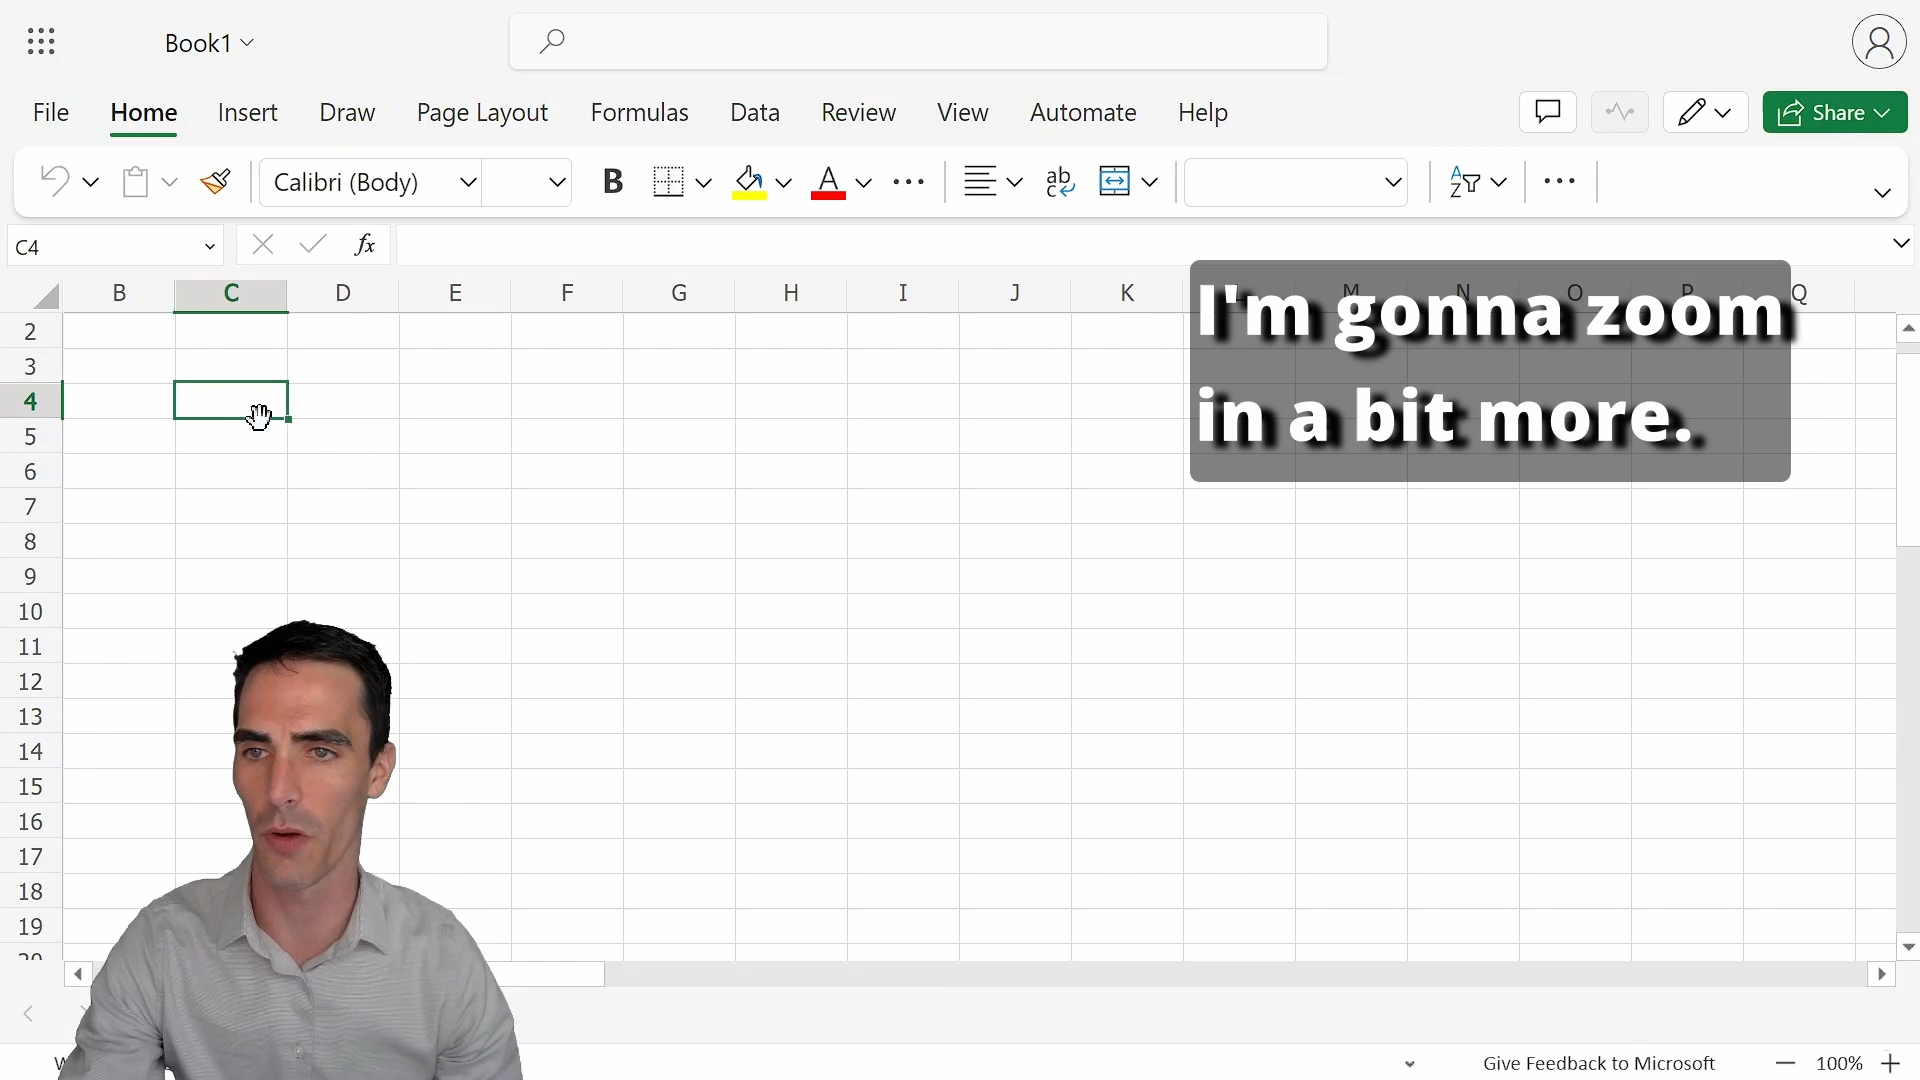 Book1
File Home Insert Draw Page Layout Formulas Data Review View Automate Help Share
Calibri (Body) B A ab c A Z
C4 fx
B C D E F G H I J K M N O P Q
I'm gonna zoom
in a bit more.
2
3
4
5
6
7
8
9
10
11
12
13
14
15
16
17
18
19
20
Give Feedback to Microsoft 100%